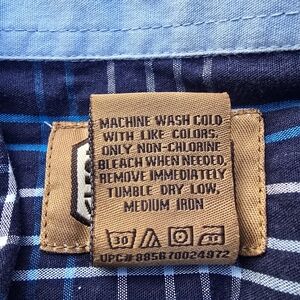 MACHINE WASH COLD
WITH LIKE COLORS,
ONLY NON-CHLORINE
BLEACH WHEN NEEDED,
REMOVE IMMEDIATELY
TUMBLE DRY LOW,
MEDIUM IRON
30
UPC# 885670024972